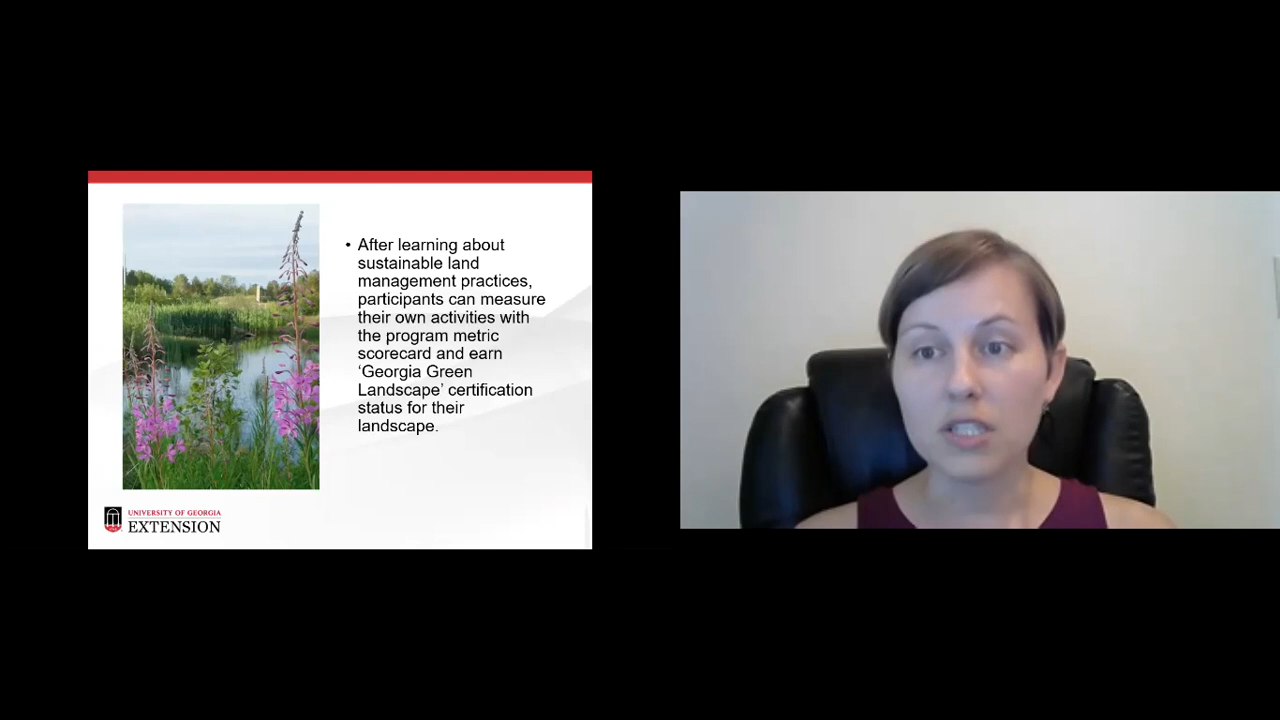 • After learning about
sustainable land
management practices,
participants can measure
their own activities with
the program metric
scorecard and earn
‘Georgia Green
Landscape’ certification
status for their
landscape.
UNIVERSITY OF GEORGIA
EXTENSION